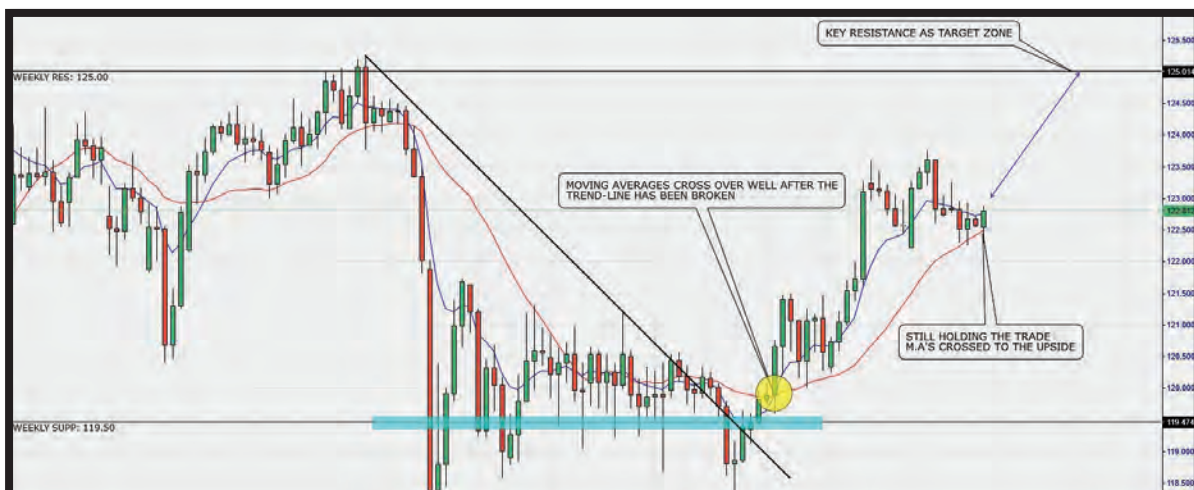 KEY RESISTANCE AS TARGET ZONE
125.500
WEEKLY RES: 125.00
125.014
124.500
124.000
123.500
MOVING AVERAGES CROSS OVER WELL AFTER THE
TREND-LINE HAS BEEN BROKEN
123.000
122.500
122.000
121.500
121.000
STILL HOLDING THE TRADE
M.A'S CROSSED TO THE UPSIDE
120.500
120.000
WEEKLY SUPP: 119.50
119.474
119.000
118.500